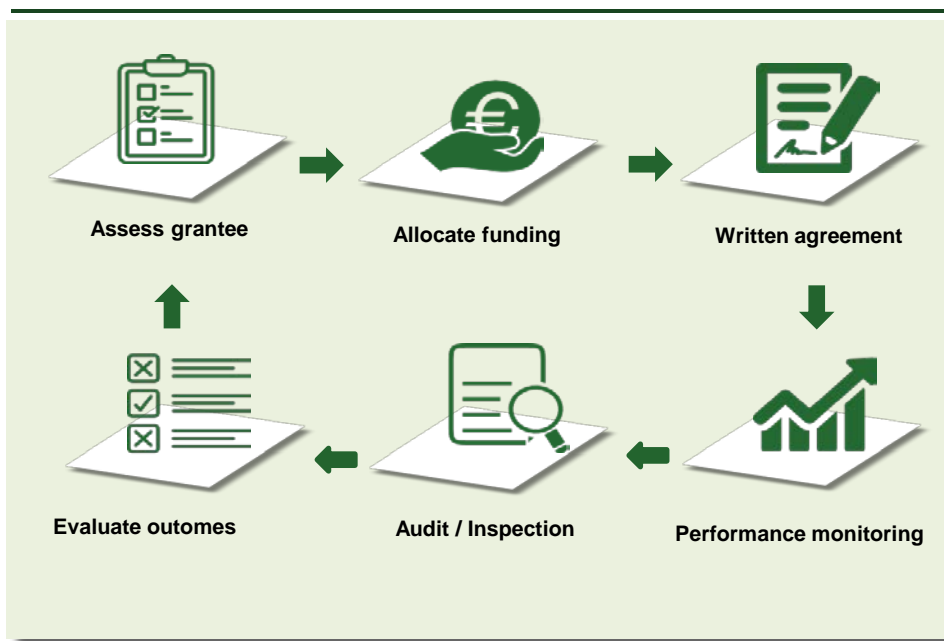 Assess grantee
Allocate funding
Written agreement
Evaluate outomes
Audit / Inspection
Performance monitoring